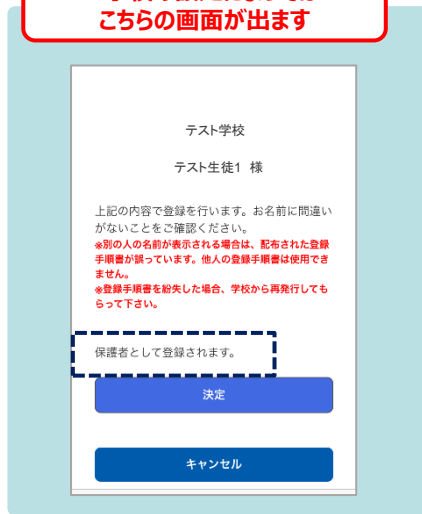 こちらの画面が出ます
テスト学校
テスト生徒1 様
上記の内容で登録を行います。お名前に間違い
がないことをご確認ください。
※別の人の名前が表示される場合は、配布された登録
手順書が誤っています。他人の登録手順書は使用でき
ません。
※登録手順書を紛失した場合、学校から再発行しても
らって下さい。
保護者として登録されます。
決定
キャンセル